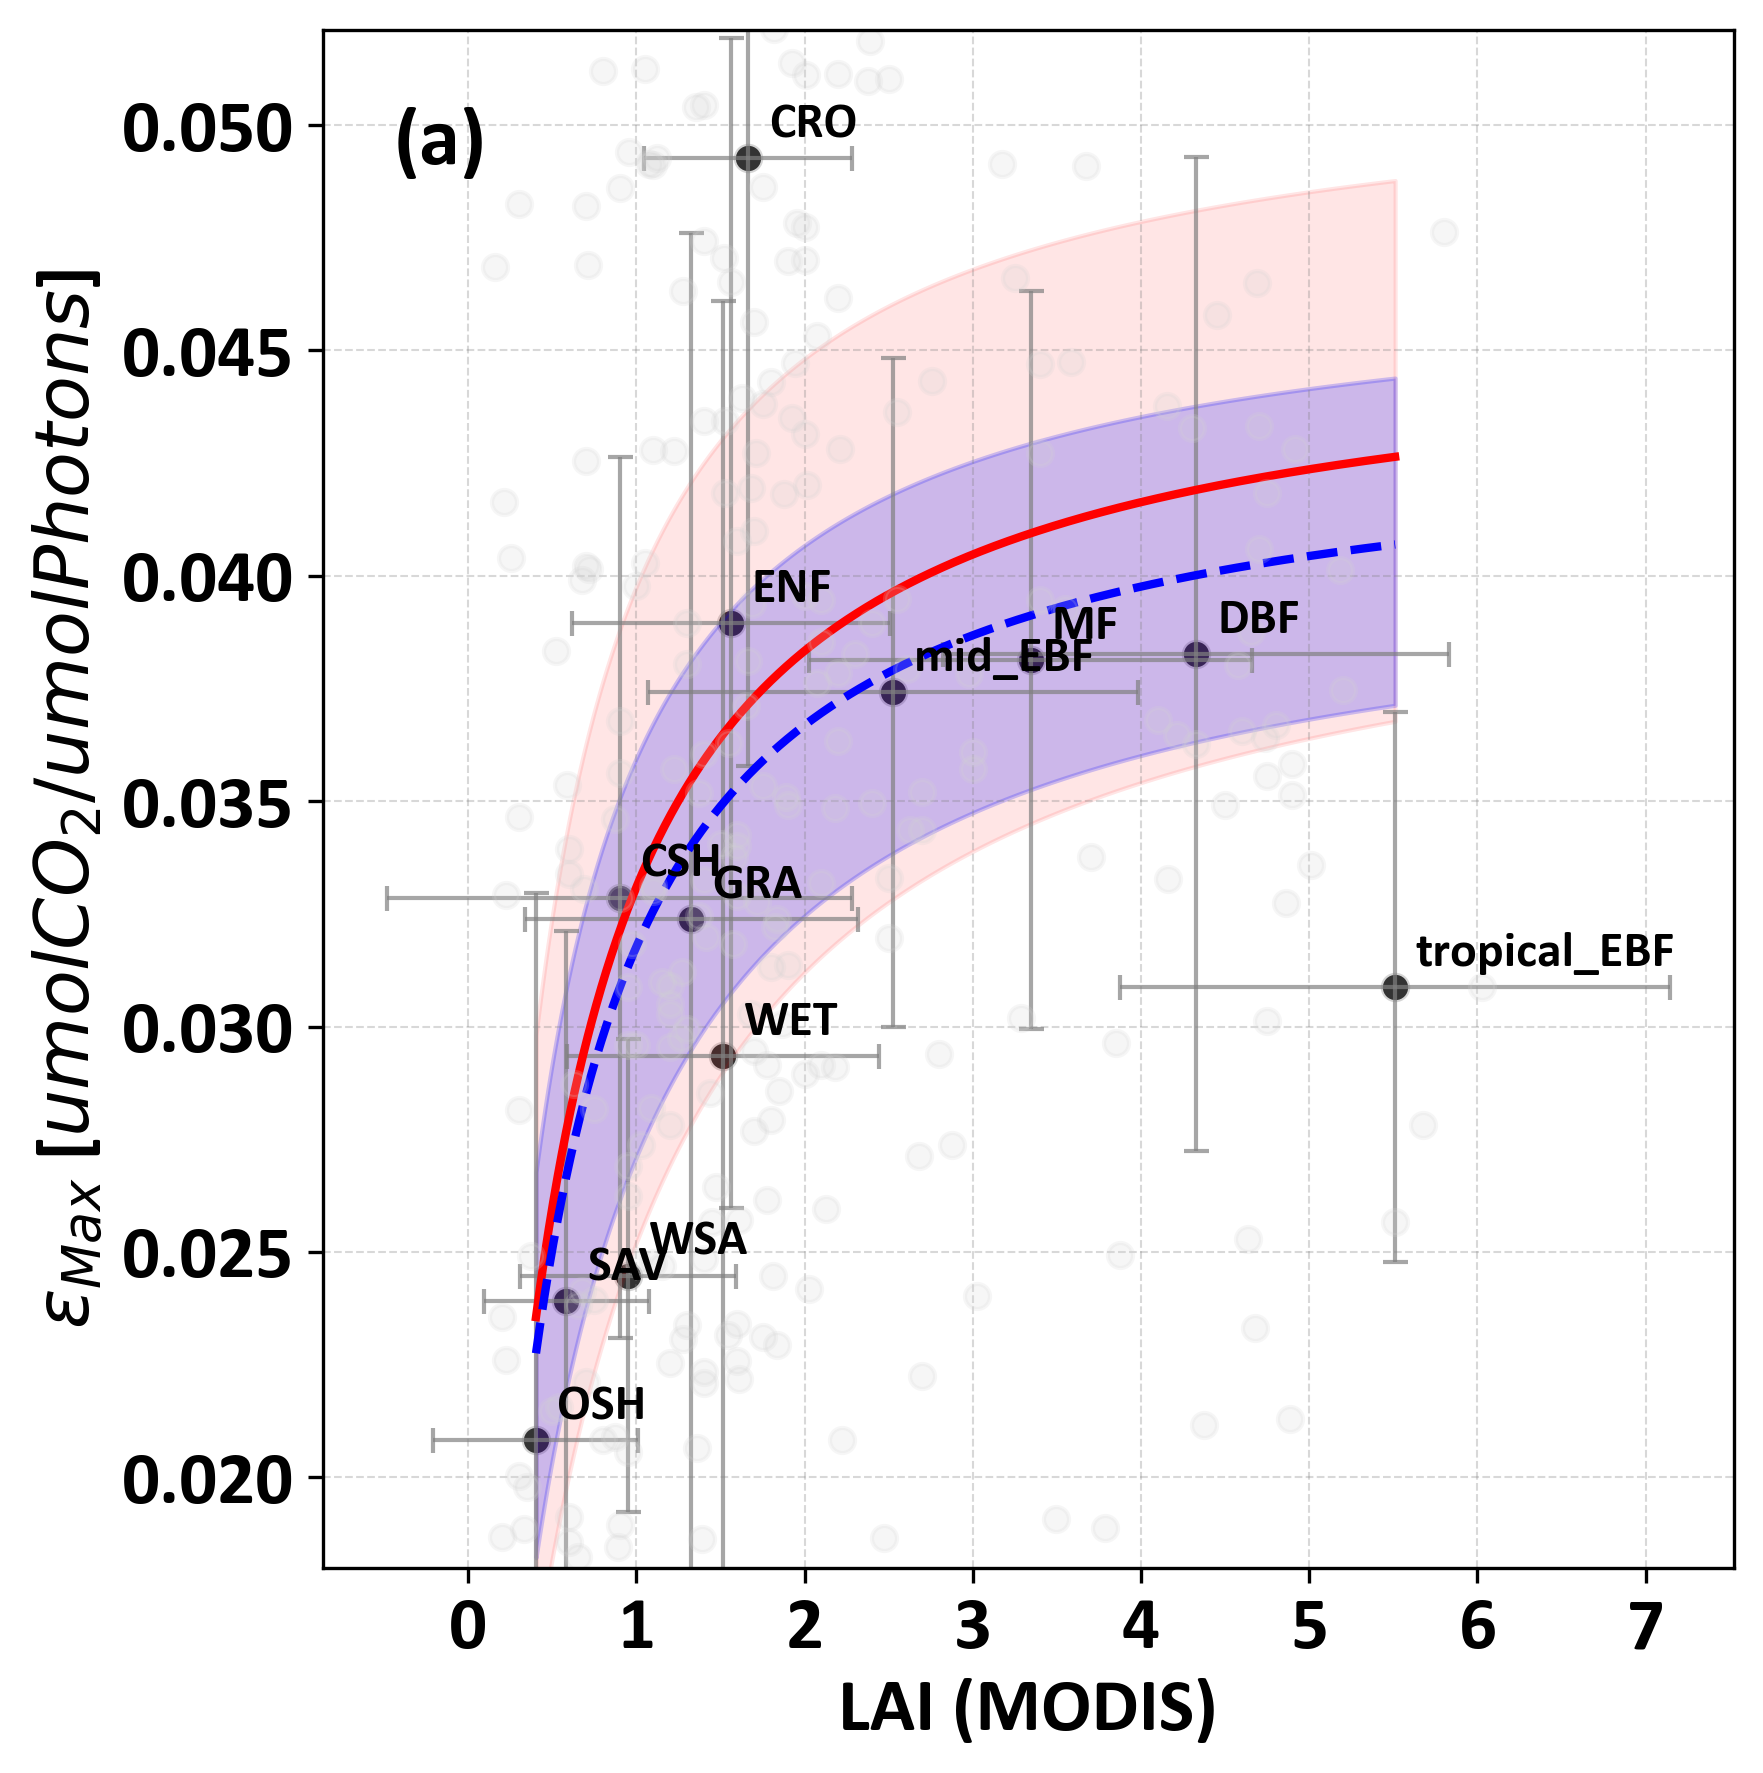 (a)
CRO
ENF
MF
DBF
mid_EBF
CSH
GRA
tropical_EBF
WET
WSA
SAV
OSH
0.050
0.045
0.040
0.035
0.030
0.025
0.020
0 1 2 3 4 5 6 7
LAI (MODIS)
ε_Max [umolCO₂/umolPhotons]